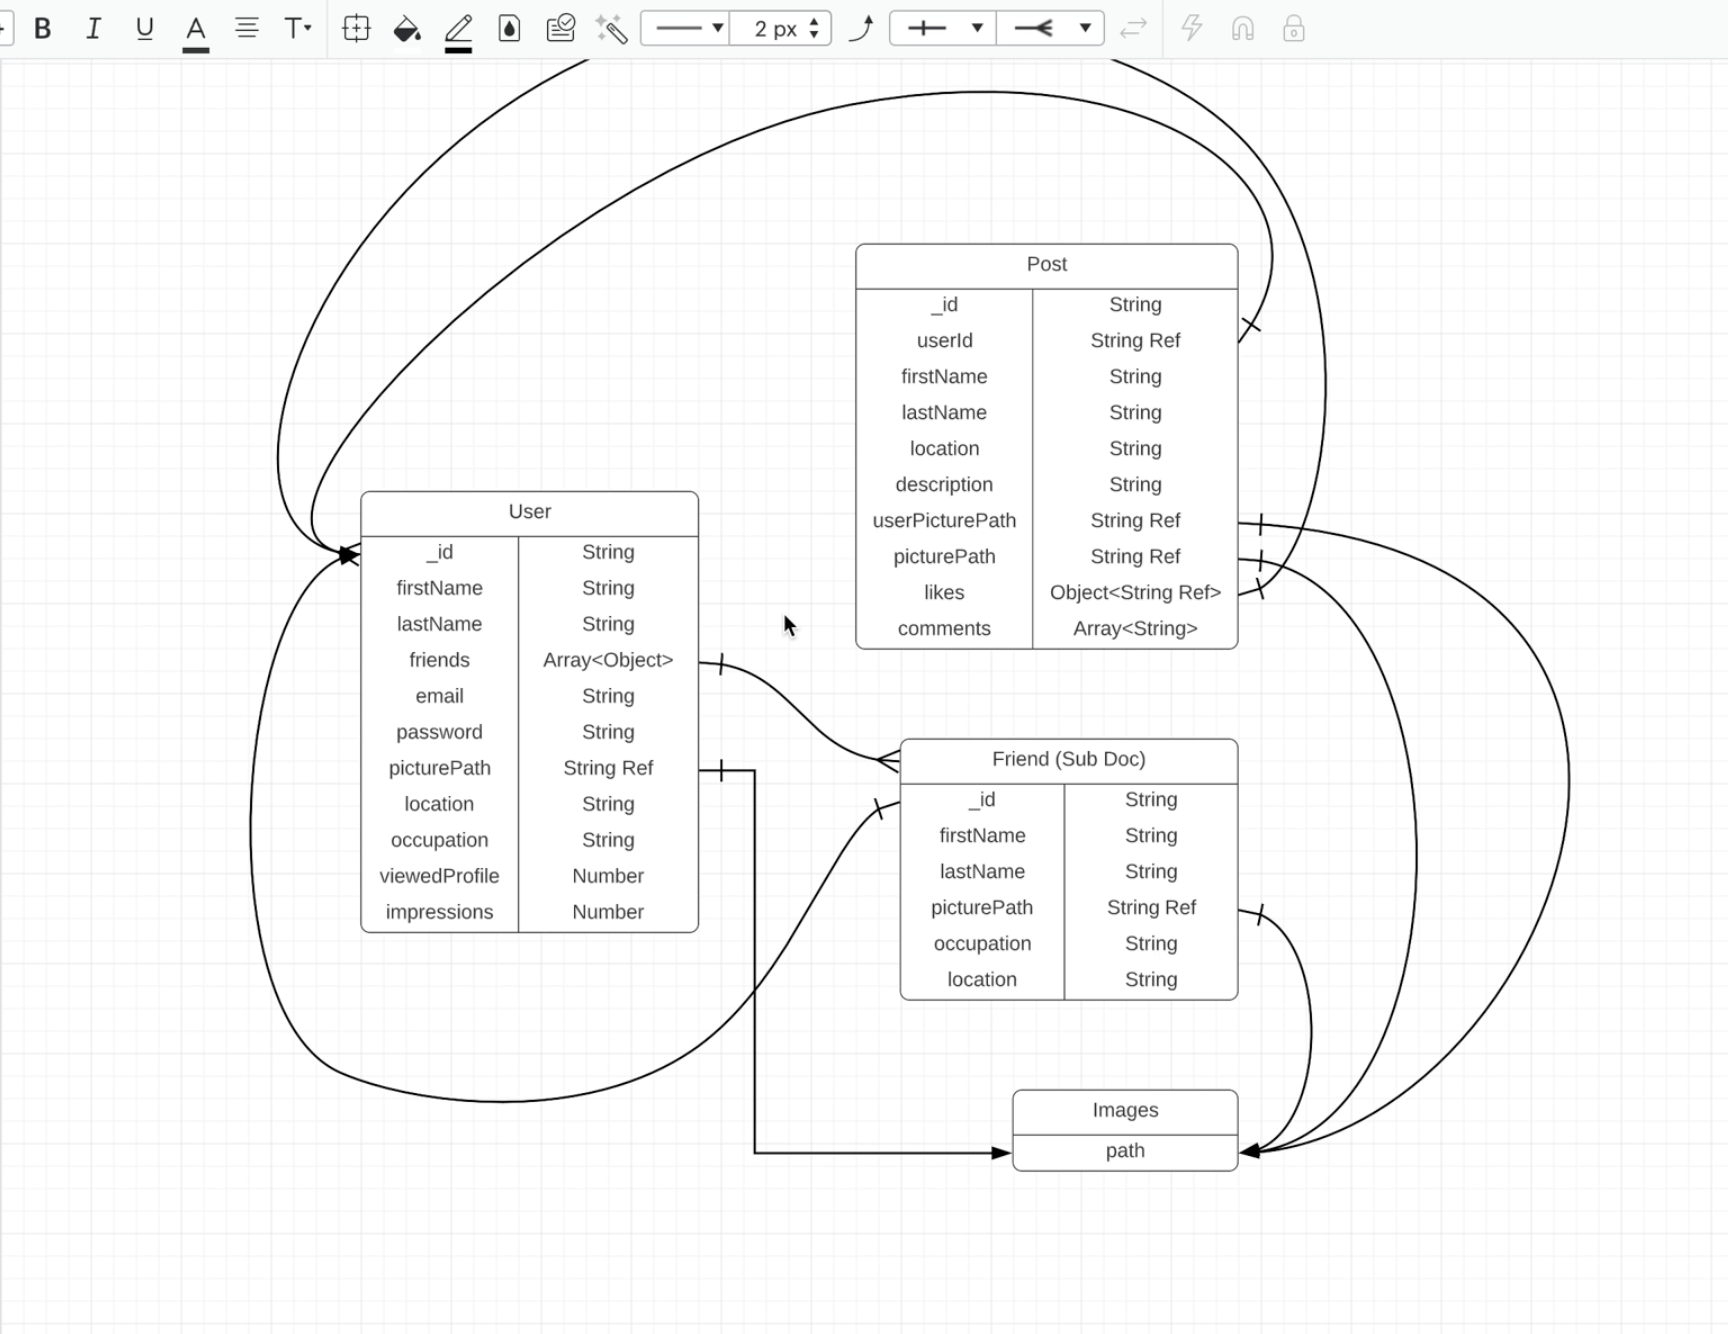 B I U A T 2 px
Post
_id String
userId String Ref
firstName String
lastName String
location String
description String
userPicturePath String Ref
picturePath String Ref
likes Object<String Ref>
comments Array<String>
User
_id String
firstName String
lastName String
friends Array<Object>
email String
password String
picturePath String Ref
location String
occupation String
viewedProfile Number
impressions Number
Friend (Sub Doc)
_id String
firstName String
lastName String
picturePath String Ref
occupation String
location String
Images
path